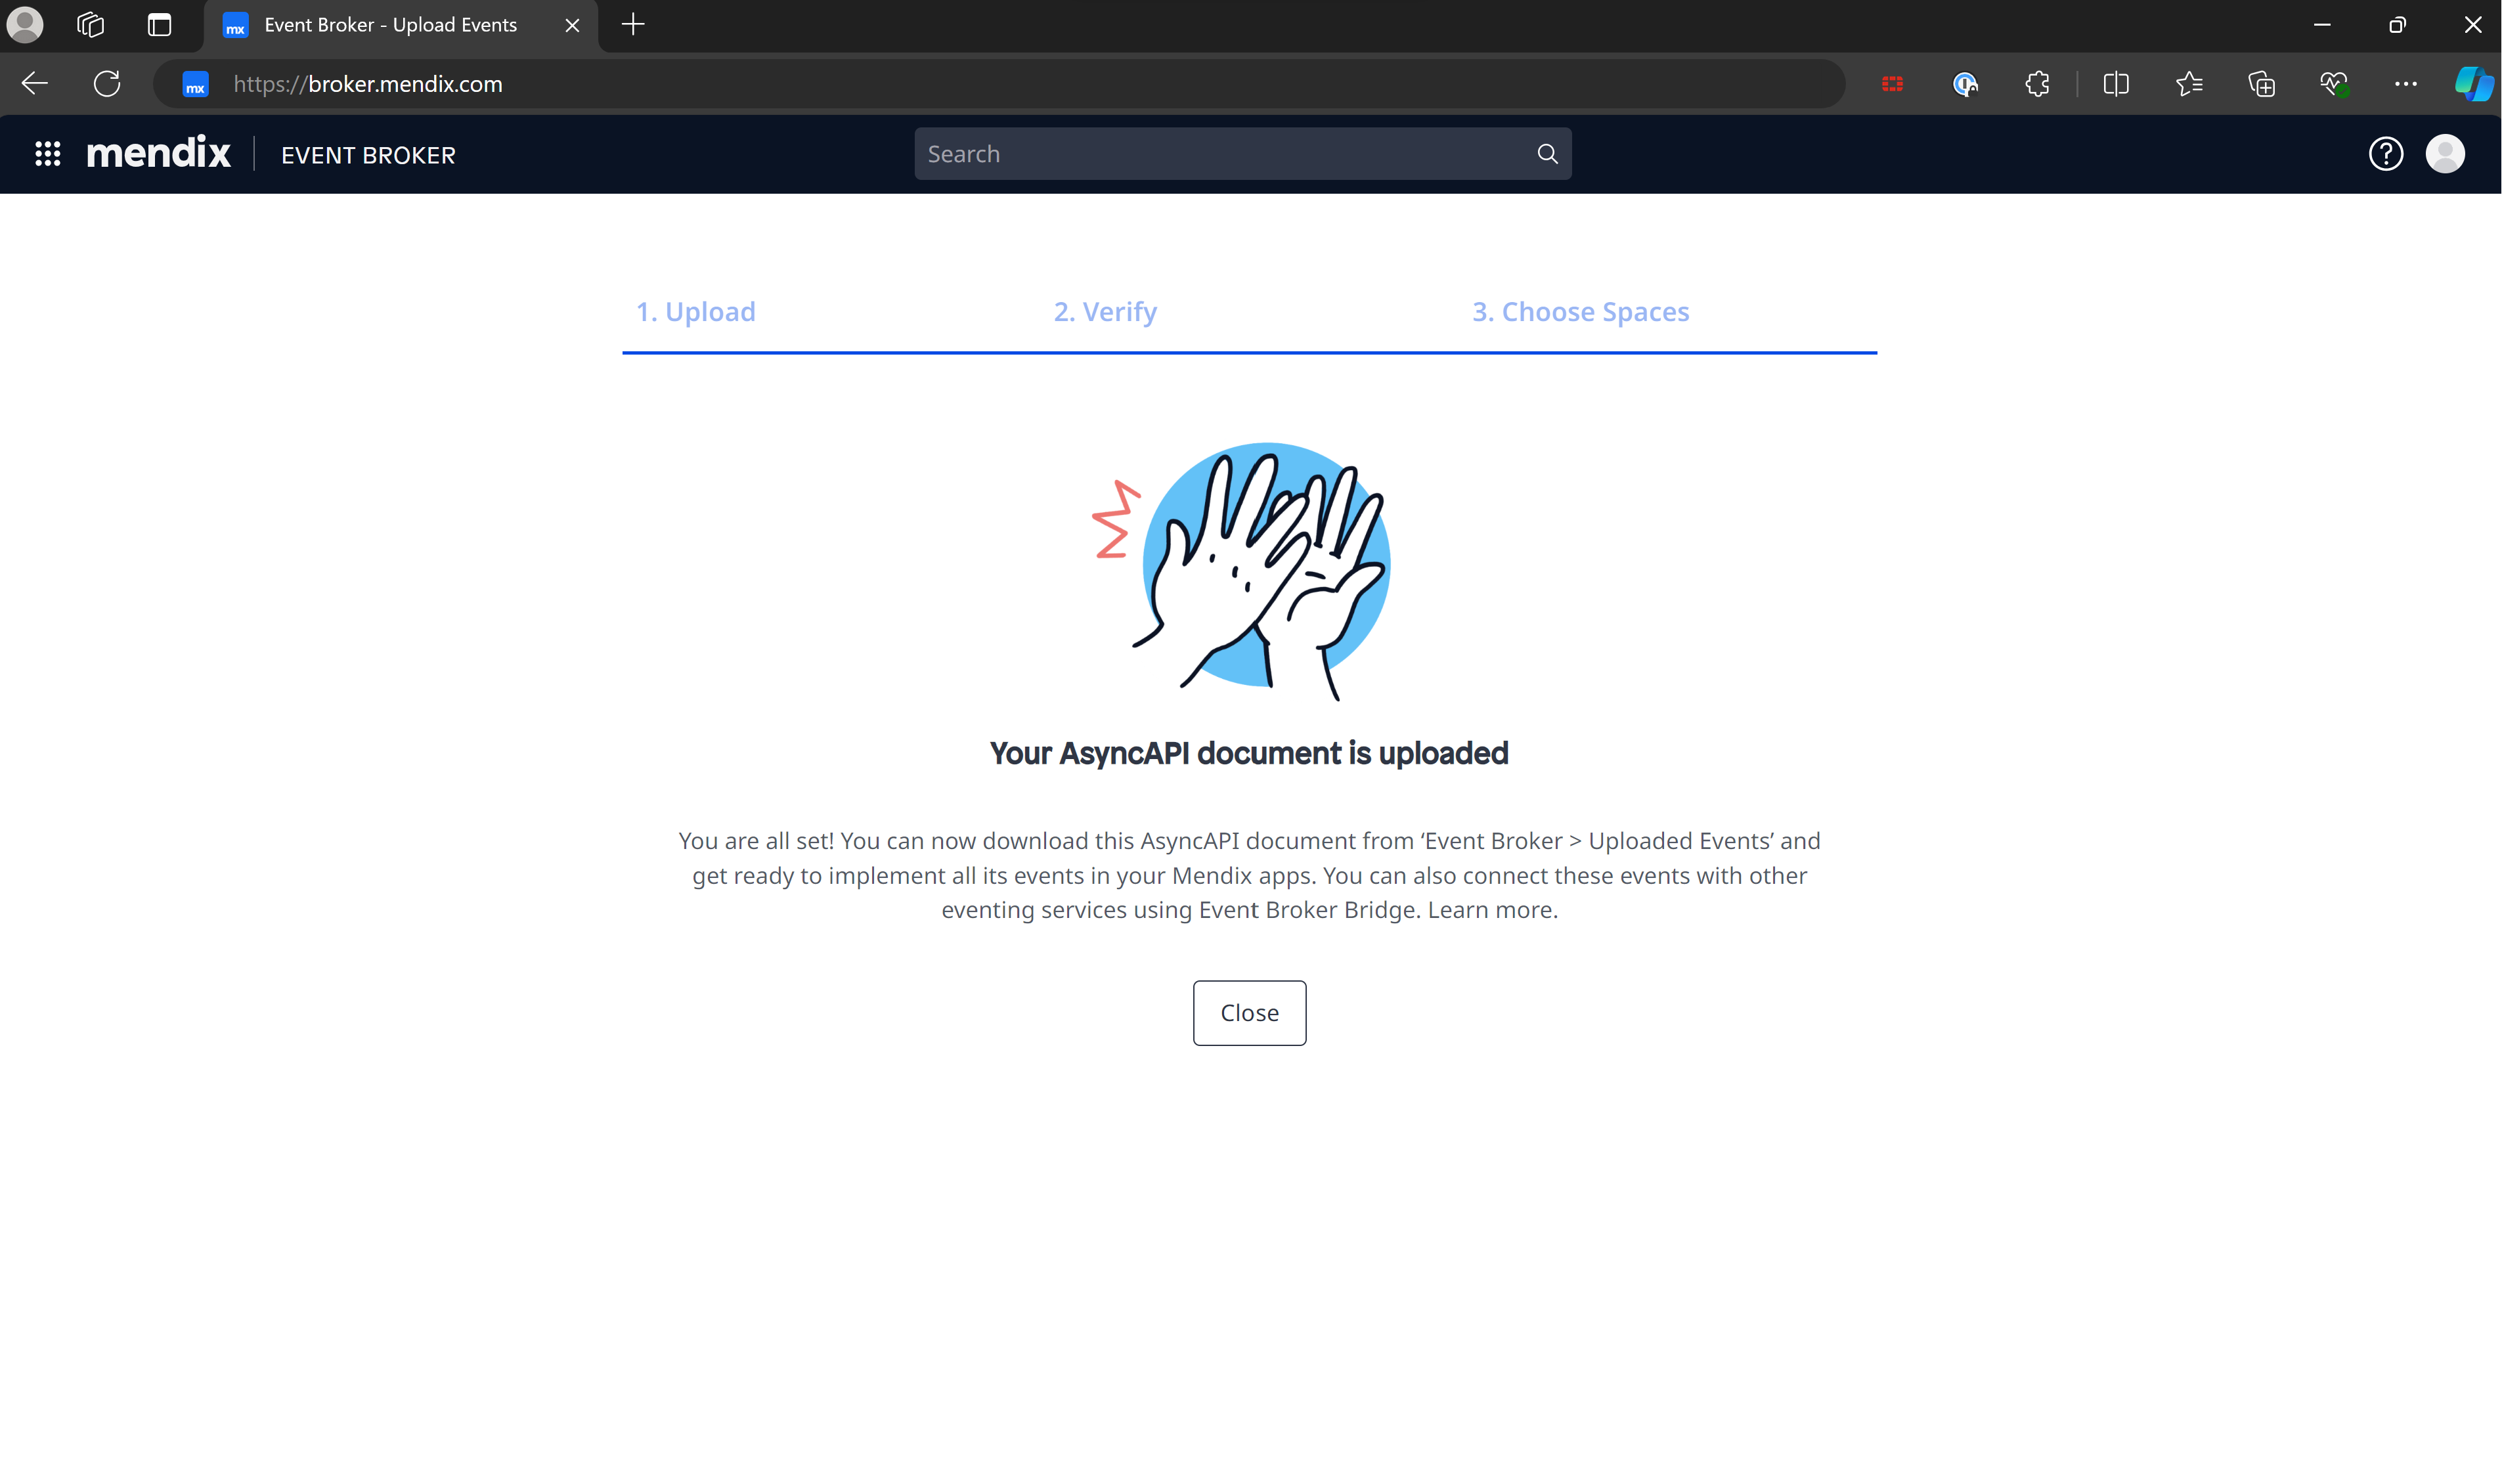 mx Event Broker - Upload Events
mx https://broker.mendix.com
mendix EVENT BROKER Search
1. Upload 2. Verify 3. Choose Spaces
Your AsyncAPI document is uploaded
You are all set! You can now download this AsyncAPI document from ‘Event Broker > Uploaded Events’ and
get ready to implement all its events in your Mendix apps. You can also connect these events with other
eventing services using Event Broker Bridge. Learn more.
Close